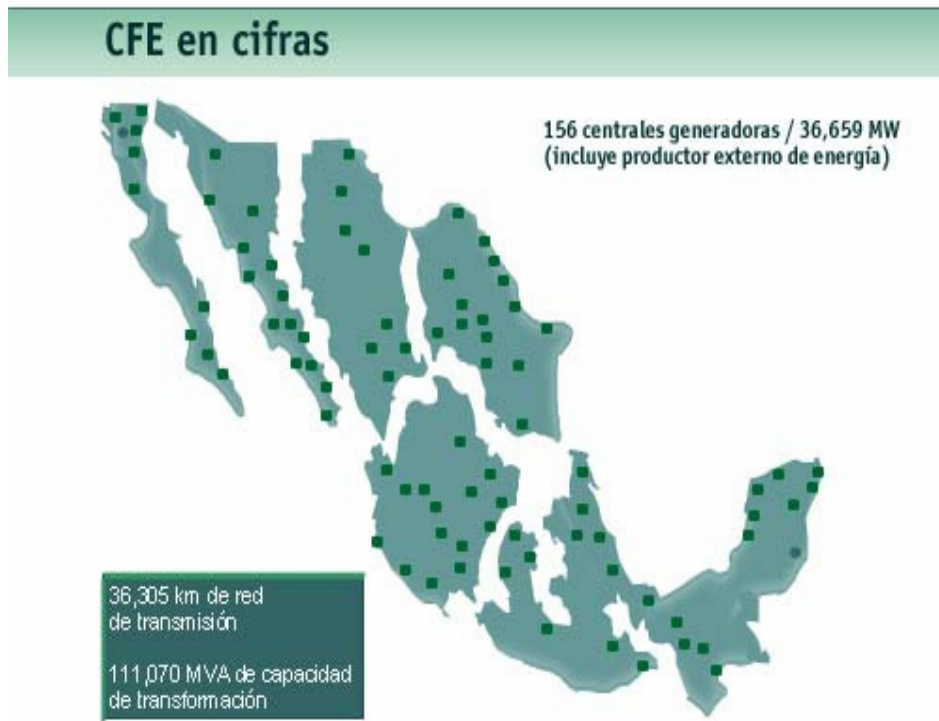 CFE en cifras
156 centrales generadoras / 36,659 MW
(incluye productor externo de energía)
36,305 km de red
de transmisión
111,070 MVA de capacidad
de transformación